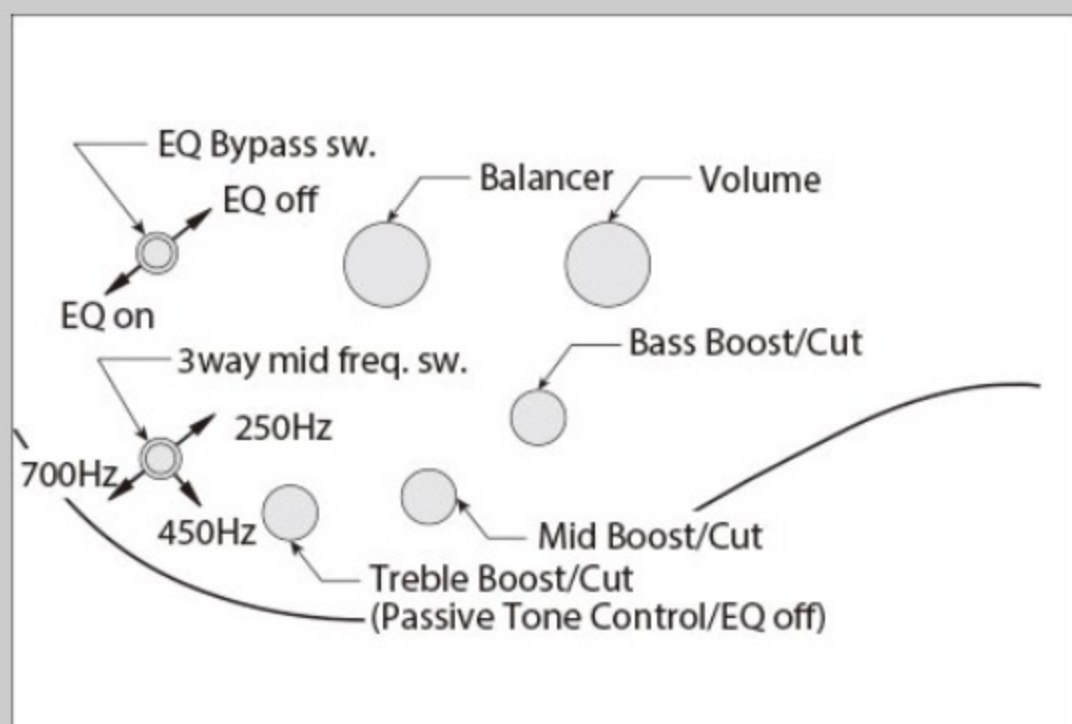 EQ Bypass sw.
EQ off
Balancer
Volume
EQ on
Bass Boost/Cut
3way mid freq. sw.
250Hz
700Hz
450Hz
Mid Boost/Cut
Treble Boost/Cut
(Passive Tone Control/EQ off)